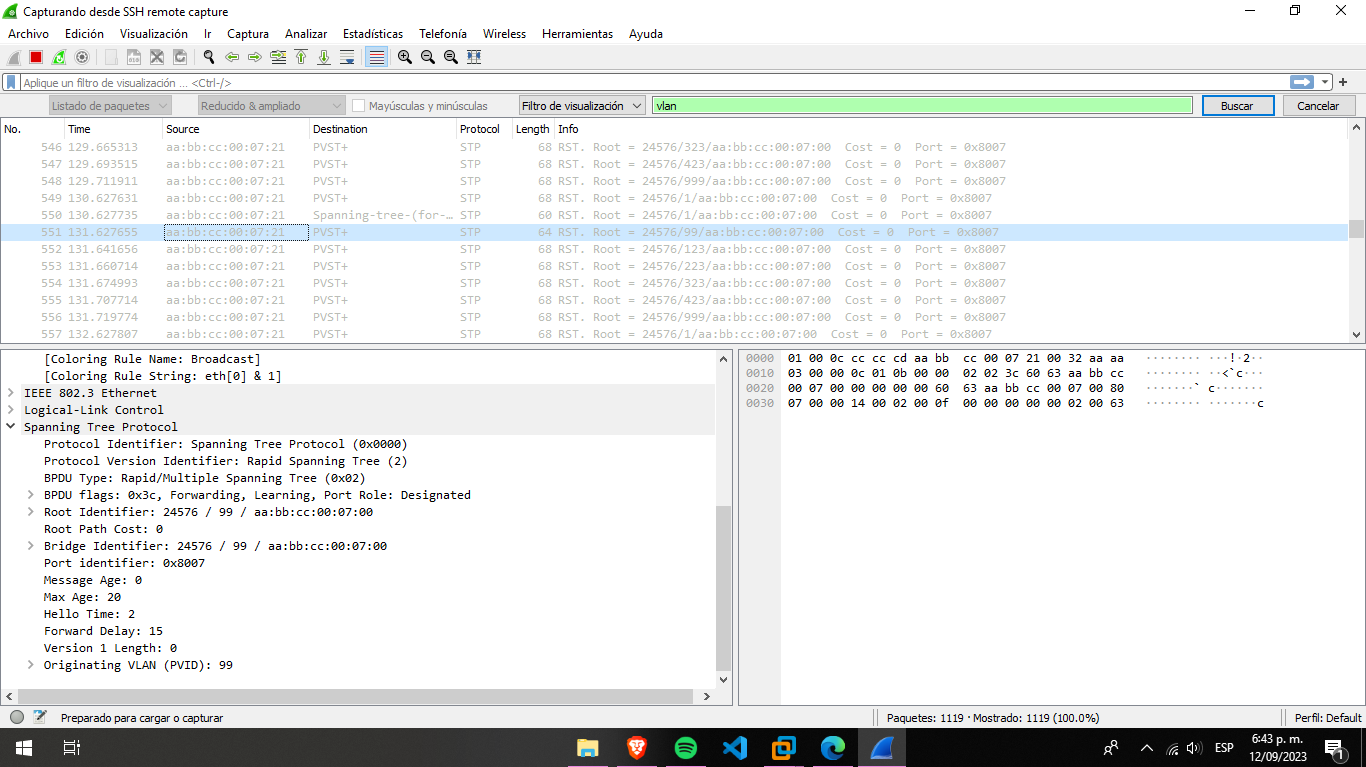 Capturando desde SSH remote capture
Archivo Edición Visualización Ir Captura Analizar Estadísticas Telefonía Wireless Herramientas Ayuda
Aplique un filtro de visualización ... <Ctrl-/>
Listado de paquetes Reducido & ampliado Mayúsculas y minúsculas Filtro de visualización vlan Buscar Cancelar
No. Time Source Destination Protocol Length Info
546 129.665313 aa:bb:cc:00:07:21 PVST+ STP 68 RST. Root = 24576/323/aa:bb:cc:00:07:00 Cost = 0 Port = 0x8007
547 129.693515 aa:bb:cc:00:07:21 PVST+ STP 68 RST. Root = 24576/423/aa:bb:cc:00:07:00 Cost = 0 Port = 0x8007
548 129.711911 aa:bb:cc:00:07:21 PVST+ STP 68 RST. Root = 24576/999/aa:bb:cc:00:07:00 Cost = 0 Port = 0x8007
549 130.627631 aa:bb:cc:00:07:21 PVST+ STP 68 RST. Root = 24576/1/aa:bb:cc:00:07:00 Cost = 0 Port = 0x8007
550 130.627735 aa:bb:cc:00:07:21 Spanning-tree-(for-… STP 60 RST. Root = 24576/1/aa:bb:cc:00:07:00 Cost = 0 Port = 0x8007
551 131.627655 aa:bb:cc:00:07:21 PVST+ STP 64 RST. Root = 24576/99/aa:bb:cc:00:07:00 Cost = 0 Port = 0x8007
552 131.641656 aa:bb:cc:00:07:21 PVST+ STP 68 RST. Root = 24576/123/aa:bb:cc:00:07:00 Cost = 0 Port = 0x8007
553 131.660714 aa:bb:cc:00:07:21 PVST+ STP 68 RST. Root = 24576/223/aa:bb:cc:00:07:00 Cost = 0 Port = 0x8007
554 131.674993 aa:bb:cc:00:07:21 PVST+ STP 68 RST. Root = 24576/323/aa:bb:cc:00:07:00 Cost = 0 Port = 0x8007
555 131.707714 aa:bb:cc:00:07:21 PVST+ STP 68 RST. Root = 24576/423/aa:bb:cc:00:07:00 Cost = 0 Port = 0x8007
556 131.719774 aa:bb:cc:00:07:21 PVST+ STP 68 RST. Root = 24576/999/aa:bb:cc:00:07:00 Cost = 0 Port = 0x8007
557 132.627807 aa:bb:cc:00:07:21 PVST+ STP 68 RST. Root = 24576/1/aa:bb:cc:00:07:00 Cost = 0 Port = 0x8007
[Coloring Rule Name: Broadcast]
[Coloring Rule String: eth[0] & 1]
IEEE 802.3 Ethernet
Logical-Link Control
Spanning Tree Protocol
Protocol Identifier: Spanning Tree Protocol (0x0000)
Protocol Version Identifier: Rapid Spanning Tree (2)
BPDU Type: Rapid/Multiple Spanning Tree (0x02)
BPDU flags: 0x3c, Forwarding, Learning, Port Role: Designated
Root Identifier: 24576 / 99 / aa:bb:cc:00:07:00
Root Path Cost: 0
Bridge Identifier: 24576 / 99 / aa:bb:cc:00:07:00
Port identifier: 0x8007
Message Age: 0
Max Age: 20
Hello Time: 2
Forward Delay: 15
Version 1 Length: 0
Originating VLAN (PVID): 99
0000 01 00 0c cc cc cd aa bb cc 00 07 21 00 32 aa aa ········ ···!·2··
0010 03 00 00 0c 01 0b 00 00 02 02 3c 60 63 aa bb cc ········ ··<`c···
0020 00 07 00 00 00 00 00 60 63 aa bb cc 00 07 00 80 ·······` c·······
0030 07 00 00 14 00 02 00 0f 00 00 00 00 00 02 00 63 ········ ·······c
Preparado para cargar o capturar Paquetes: 1119 · Mostrado: 1119 (100.0%) Perfil: Default
ESP 6:43 p. m.
12/09/2023
1